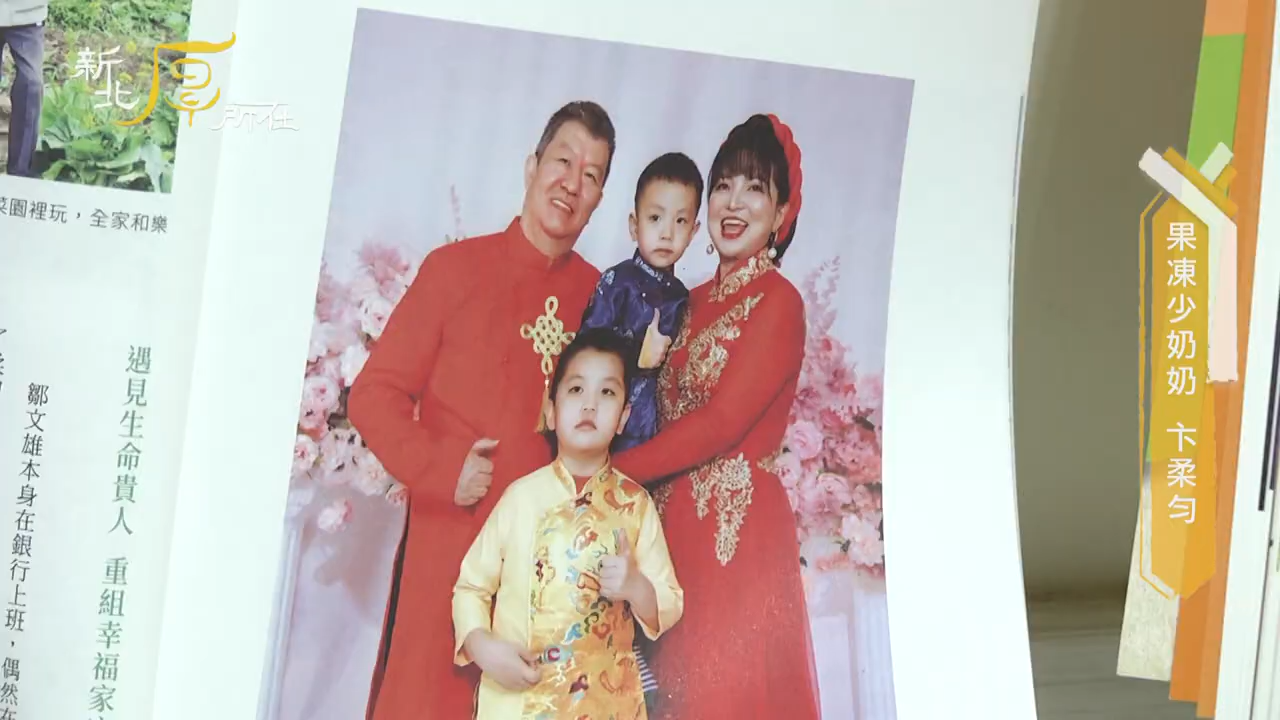 新北厚所在
菜園裡玩，全家和樂
遇見生命貴人 重組幸福家
鄒文雄本身在銀行上班，偶然在
果凍少奶奶 卞柔勻